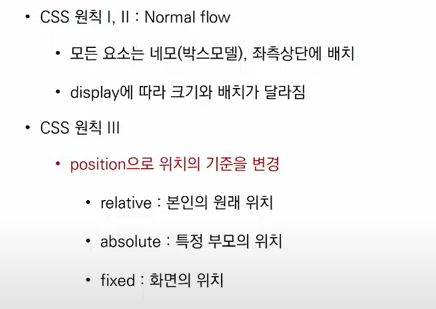 • CSS 원칙 I, II : Normal flow
• 모든 요소는 네모(박스모델), 좌측상단에 배치
• display에 따라 크기와 배치가 달라짐
• CSS 원칙 III
• position으로 위치의 기준을 변경
• relative : 본인의 원래 위치
• absolute : 특정 부모의 위치
• fixed : 화면의 위치